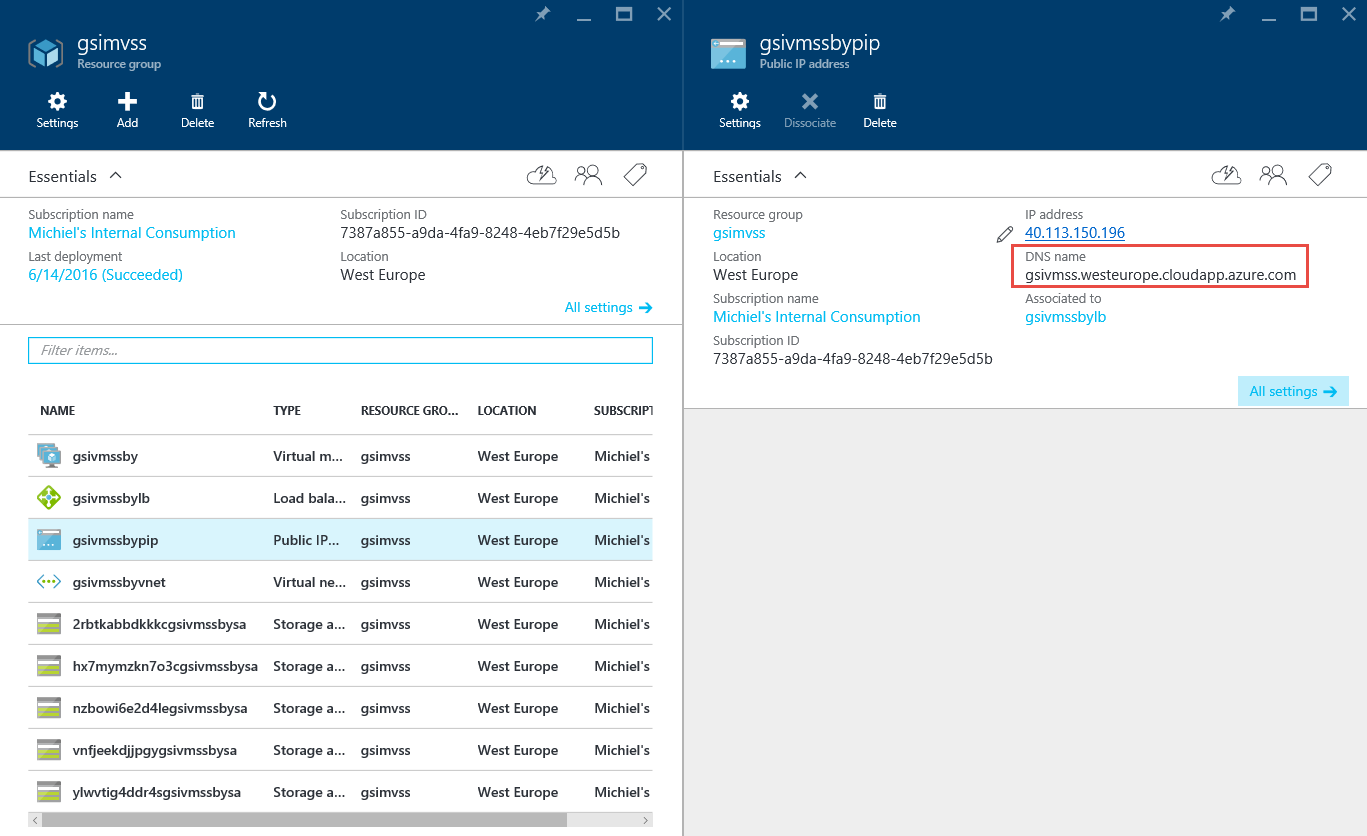 gsimvss
Resource group
Settings
Add
Delete
Refresh
Essentials
Subscription name
Michiel's Internal Consumption
Last deployment
6/14/2016 (Succeeded)
Subscription ID
7387a855-a9da-4fa9-8248-4eb7f29e5d5b
Location
West Europe
All settings
Filter items...
NAME TYPE RESOURCE GRO... LOCATION SUBSCRIPT
gsivmssby Virtual m... gsimvss West Europe Michiel's
gsivmssbylb Load bala... gsimvss West Europe Michiel's
gsivmssbypip Public IP... gsimvss West Europe Michiel's
gsivmssbyvnet Virtual ne... gsimvss West Europe Michiel's
2rbtkabbdkkkcgsivmssbysa Storage a... gsimvss West Europe Michiel's
hx7mymzkn7o3cgsivmssbysa Storage a... gsimvss West Europe Michiel's
nzbowi6e2d4legsivmssbysa Storage a... gsimvss West Europe Michiel's
vnfjeekdjjpgygsivmssbysa Storage a... gsimvss West Europe Michiel's
ylwvtig4ddr4sgsivmssbysa Storage a... gsimvss West Europe Michiel's
gsivmssbypip
Public IP address
Settings
Dissociate
Delete
Essentials
Resource group
gsimvss
Location
West Europe
Subscription name
Michiel's Internal Consumption
Subscription ID
7387a855-a9da-4fa9-8248-4eb7f29e5d5b
IP address
40.113.150.196
DNS name
gsivmss.westeurope.cloudapp.azure.com
Associated to
gsivmssbylb
All settings